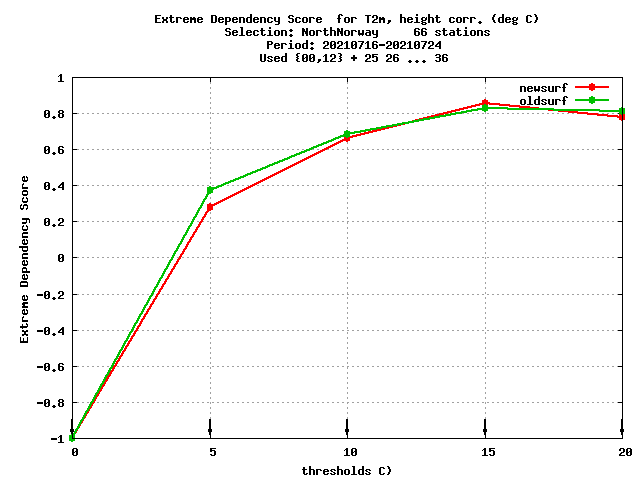 Extreme Dependency Score  for T2m, height corr. (deg C)
Selection: NorthNorway     66 stations
Period: 20210716-20210724
Used {00,12} + 25 26 ... 36
newsurf
oldsurf
1
0.8
0.6
0.4
0.2
0
-0.2
-0.4
-0.6
-0.8
-1
Extreme Dependency Score
0 5 10 15 20
thresholds C)